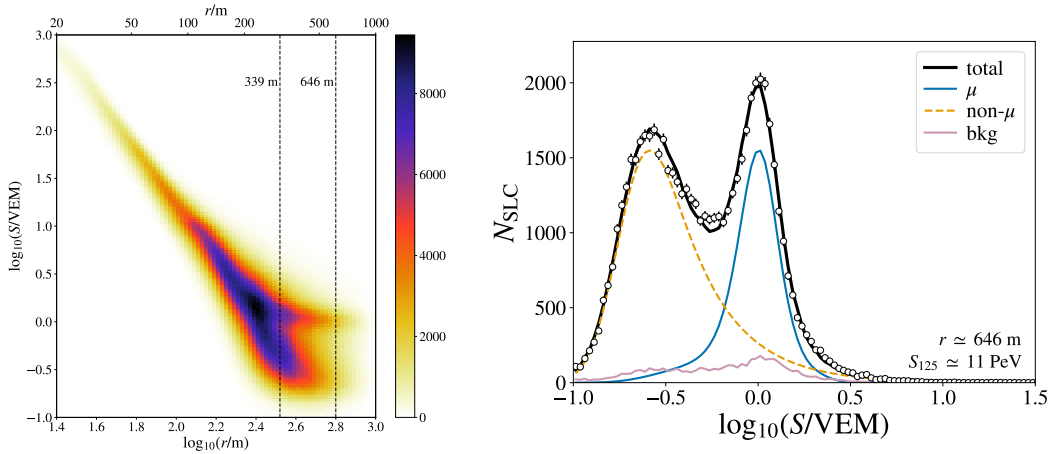 r/m
20 50 100 200 500 1000
3.0
2.5
2.0
1.5
1.0
0.5
0.0
−0.5
−1.0
log10(S/VEM)
339 m
646 m
1.4 1.6 1.8 2.0 2.2 2.4 2.6 2.8 3.0
log10(r/m)
8000
6000
4000
2000
0
2000
1500
1000
500
0
NSLC
total
μ
non-μ
bkg
r ≃ 646 m
S125 ≃ 11 PeV
−1.0 −0.5 0.0 0.5 1.0 1.5
log10(S/VEM)